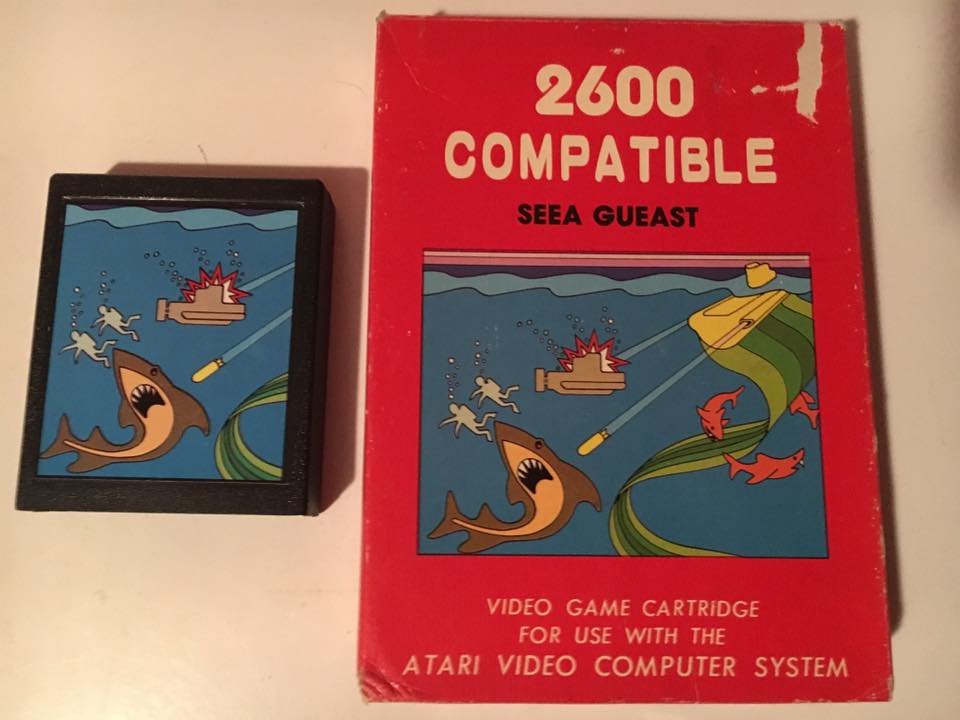 2600
COMPATIBLE
SEEA GUEAST
VIDEO GAME CARTRIDGE
FOR USE WITH THE
ATARI VIDEO COMPUTER SYSTEM